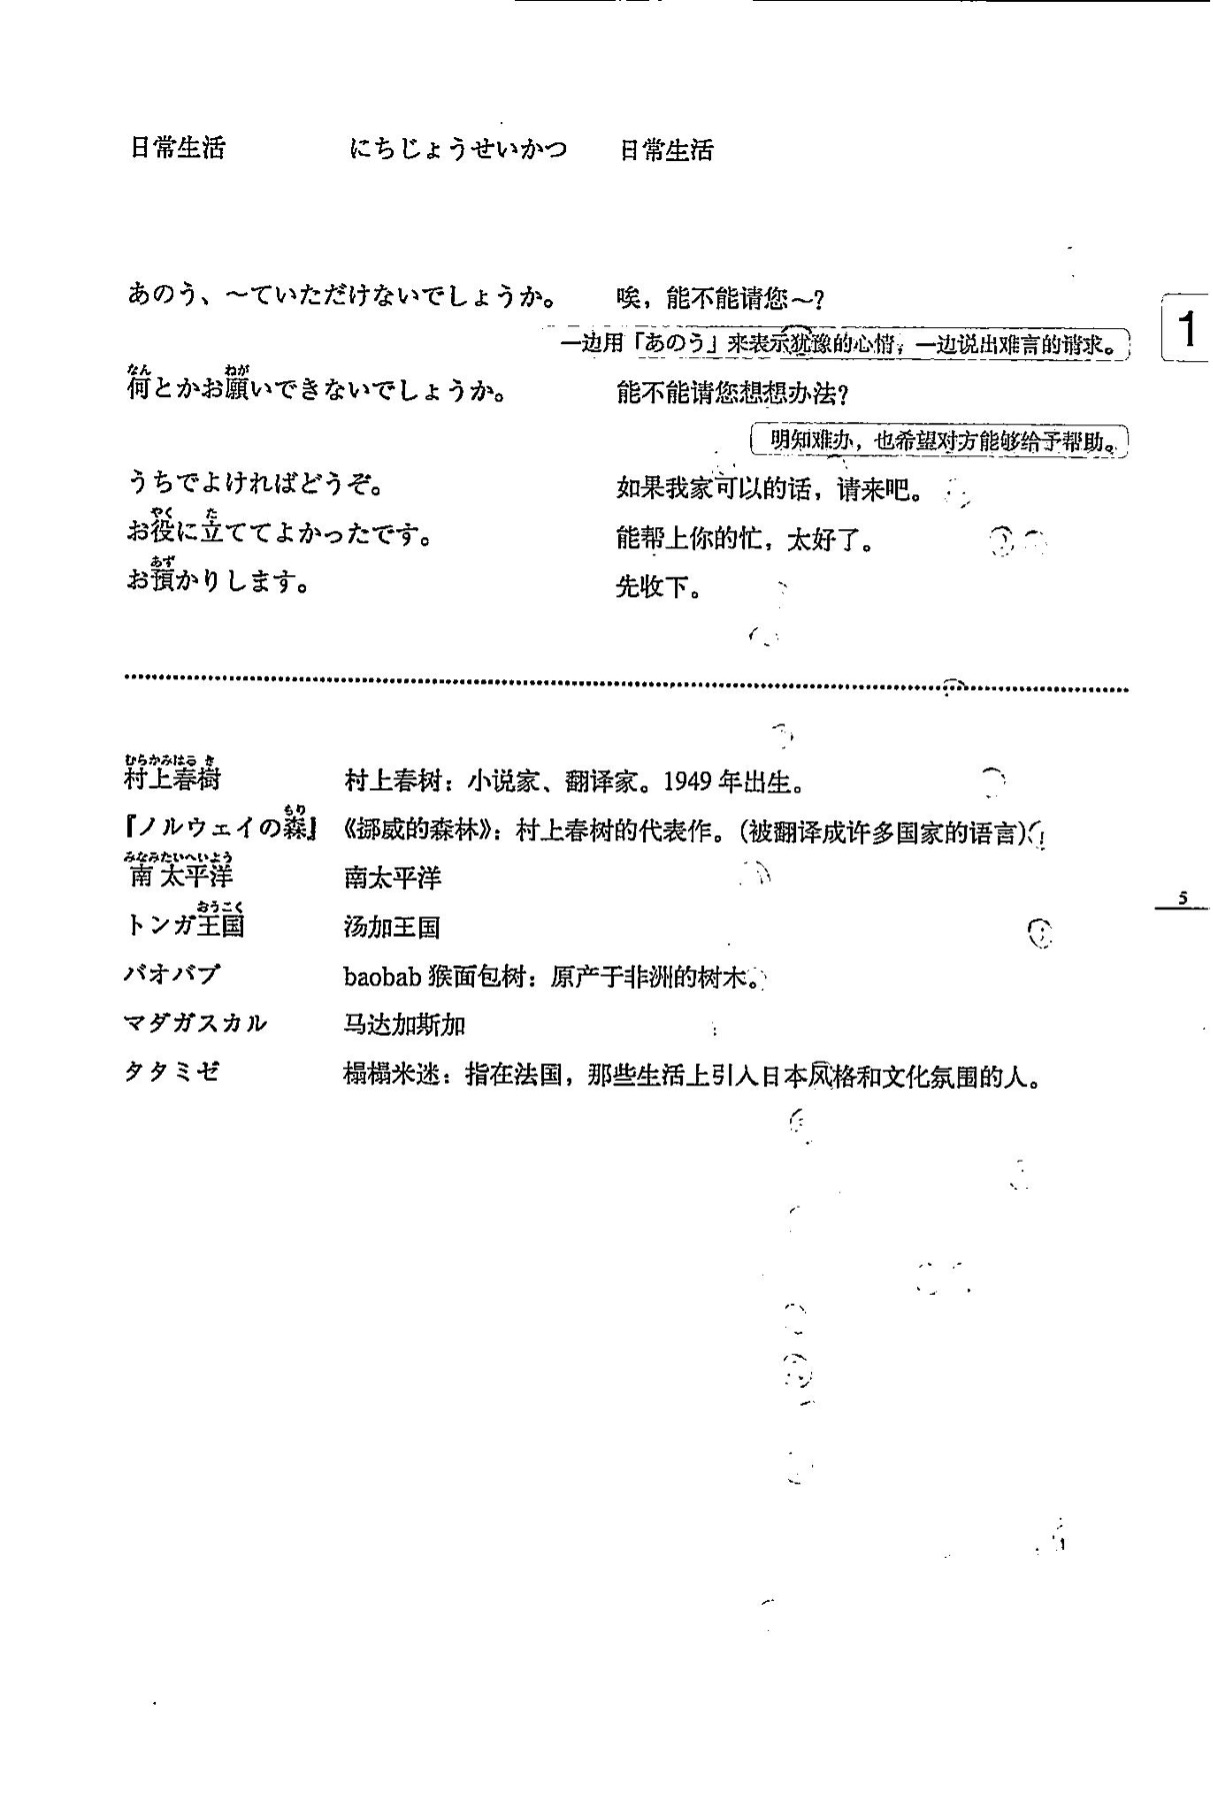 日常生活 にちじょうせいかつ 日常生活
あのう、～ていただけないでしょうか。 唉，能不能请您～?
一边用「あのう」来表示犹豫的心情，一边说出难言的请求。
1
なん ねが
何とかお願いできないでしょうか。 能不能请您想想办法?
明知难办，也希望对方能够给予帮助。
うちでよければどうぞ。 如果我家可以的话，请来吧。
やく た
お役に立ててよかったです。 能帮上你的忙，太好了。
あず
お預かりします。 先收下。
むらかみはるき
村上春樹 村上春树：小说家、翻译家。1949 年出生。
もり
『ノルウェイの森』 《挪威的森林》：村上春树的代表作。（被翻译成许多国家的语言）
みなみたいへいよう
南太平洋 南太平洋
5
おうこく
トンガ王国 汤加王国
バオバブ baobab 猴面包树：原产于非洲的树木。
マダガスカル 马达加斯加
タタミゼ 榻榻米迷：指在法国，那些生活上引入日本风格和文化氛围的人。